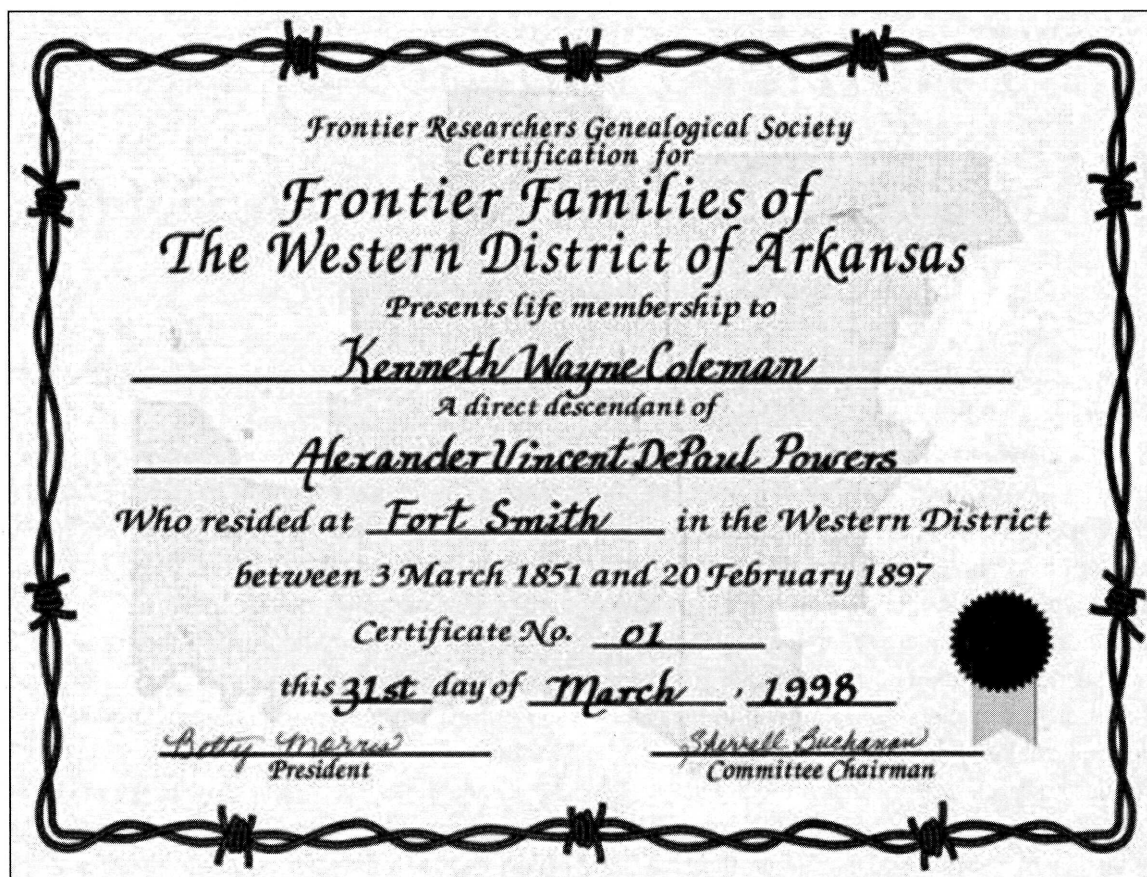 Frontier Researchers Genealogical Society
Certification for
Frontier Families of
The Western District of Arkansas
Presents life membership to
Kenneth Wayne Coleman
A direct descendant of
Alexander Vincent DePaul Powers
Who resided at Fort Smith in the Western District
between 3 March 1851 and 20 February 1897
Certificate No. 01
this 31st day of March , 1998
Betty Morris Sherrell Buchanan
President Committee Chairman